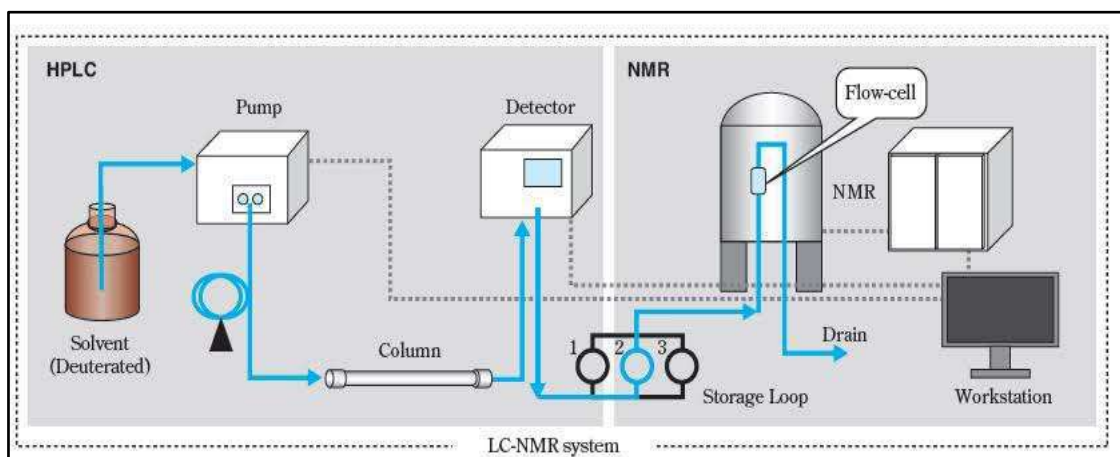 HPLC
NMR
Pump
Detector
Flow-cell
NMR
Solvent
(Deuterated)
Column
1
2
3
Storage Loop
Drain
Workstation
LC-NMR system